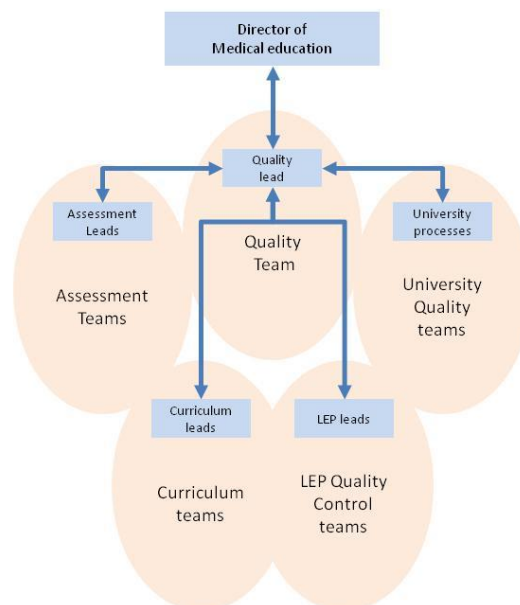 Director of
Medical education
Quality
lead
Assessment
Leads
University
processes
Quality
Team
Assessment
Teams
University
Quality
teams
Curriculum
leads
LEP leads
Curriculum
teams
LEP Quality
Control
teams